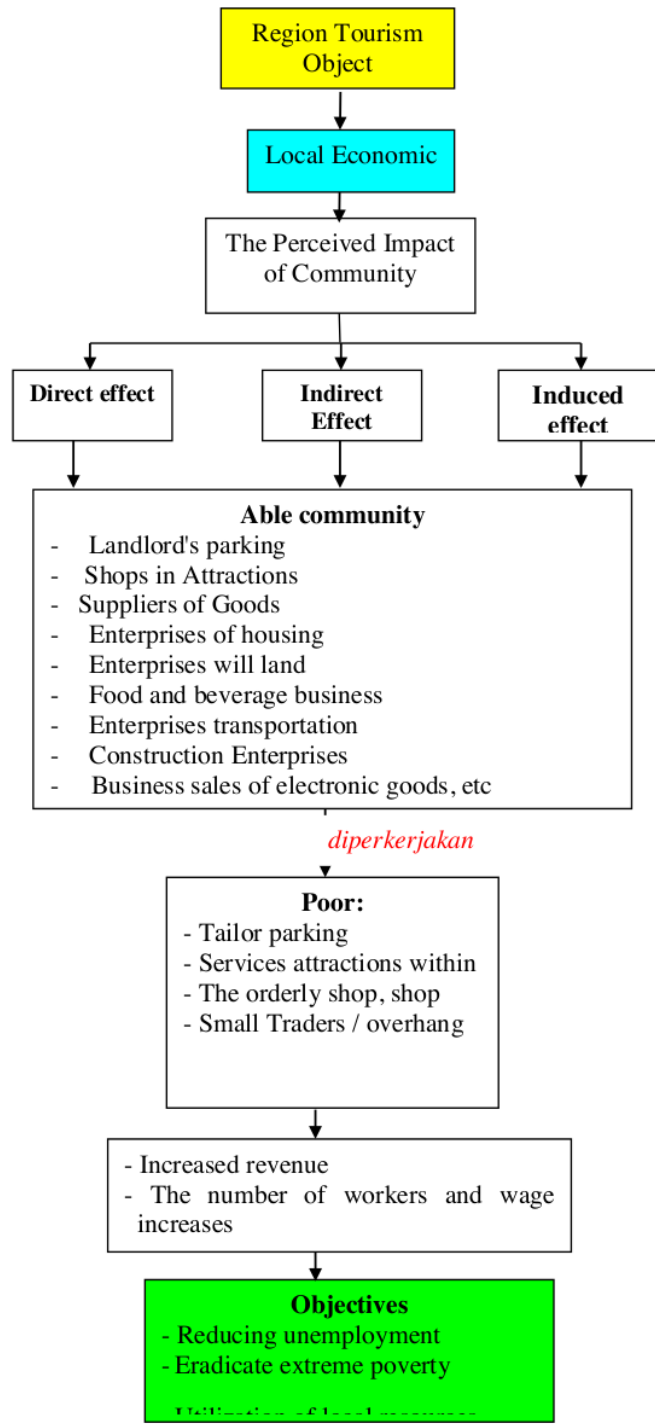 Region Tourism
Object
Local Economic
The Perceived Impact
of Community
Direct effect
Indirect
Effect
Induced
effect
Able community
- Landlord's parking
- Shops in Attractions
- Suppliers of Goods
- Enterprises of housing
- Enterprises will land
- Food and beverage business
- Enterprises transportation
- Construction Enterprises
- Business sales of electronic goods, etc
diperkerjakan
Poor:
- Tailor parking
- Services attractions within
- The orderly shop, shop
- Small Traders / overhang
- Increased revenue
- The number of workers and wage
increases
Objectives
- Reducing unemployment
- Eradicate extreme poverty
Utilization of local